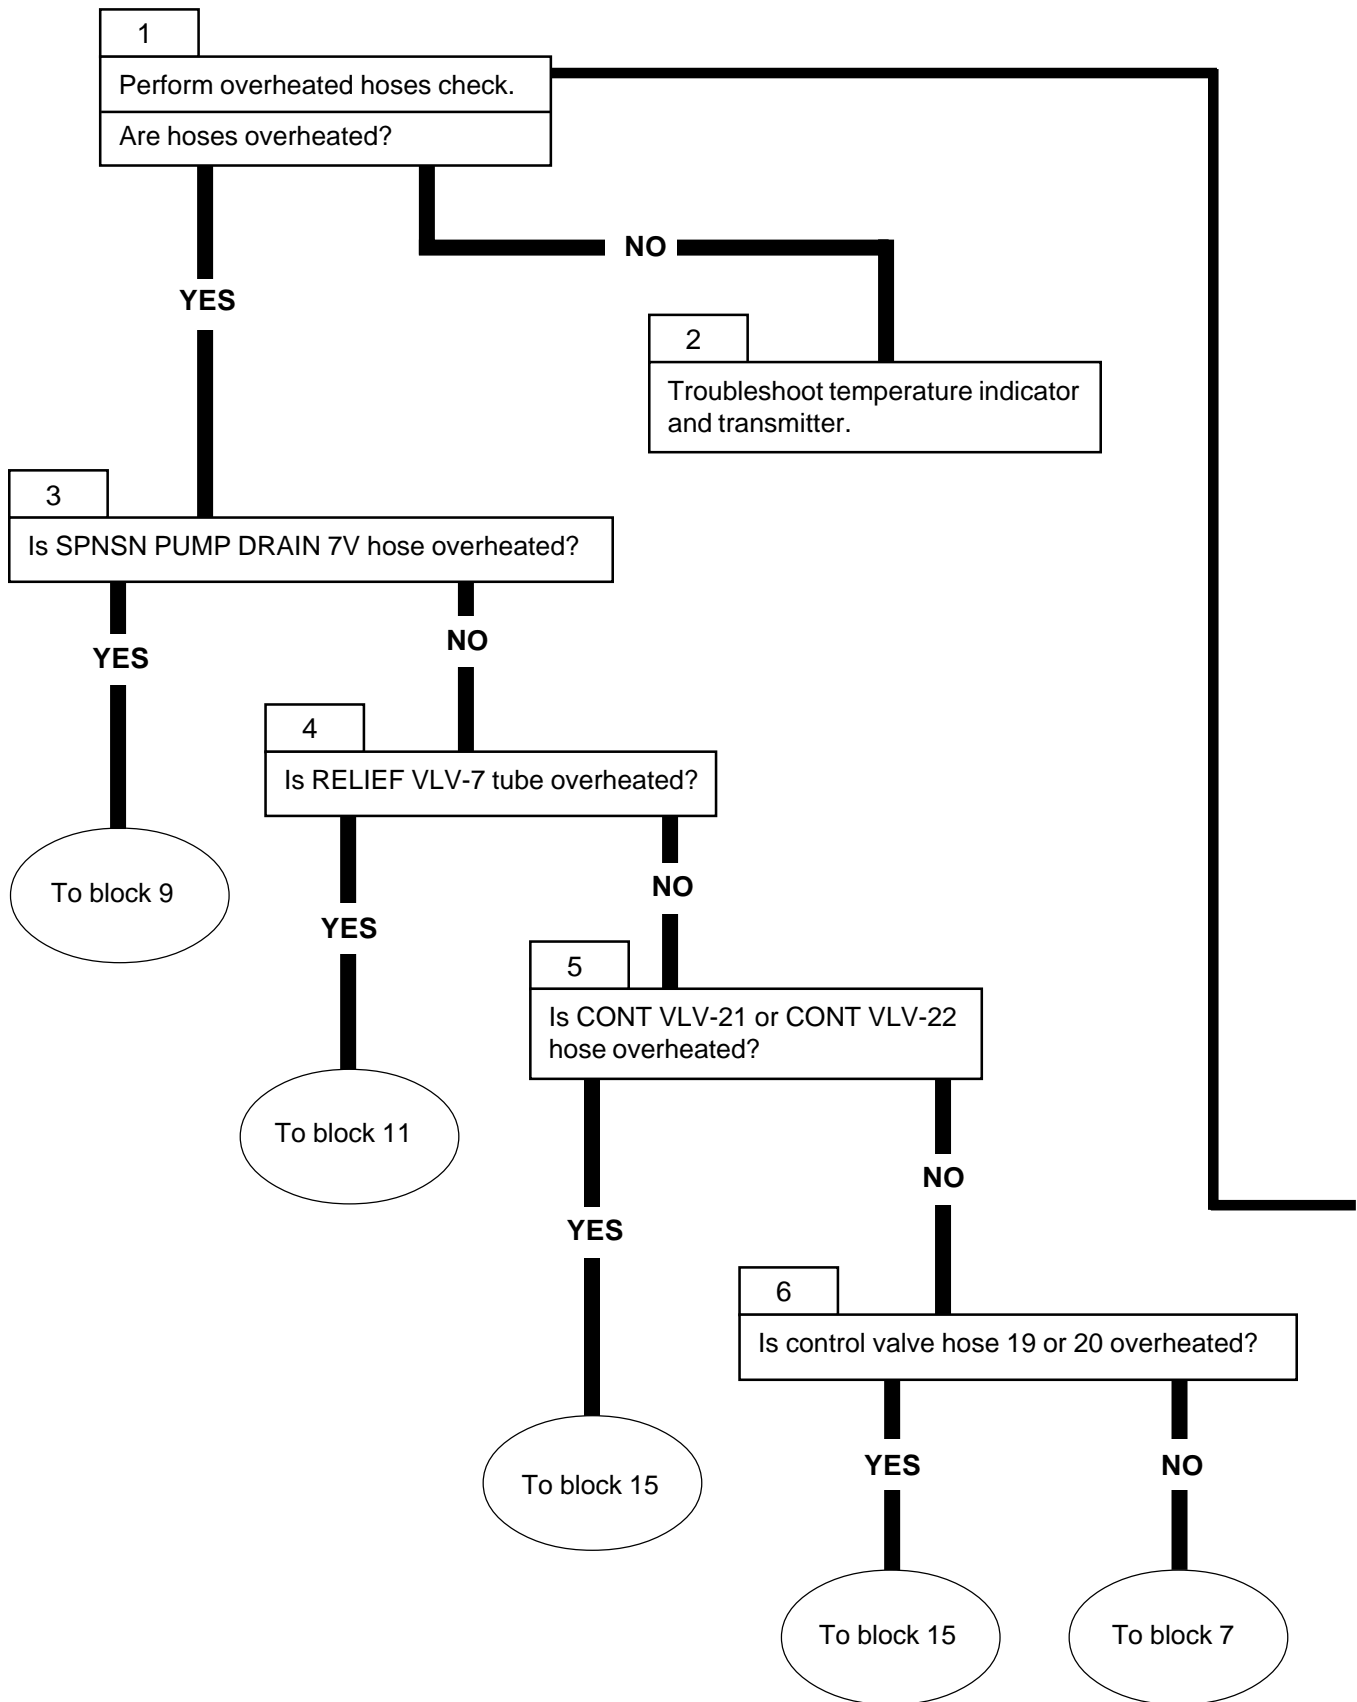 1
Perform overheated hoses check.
Are hoses overheated?
NO
YES
2
Troubleshoot temperature indicator
and transmitter.
3
Is SPNSN PUMP DRAIN 7V hose overheated?
YES
NO
4
Is RELIEF VLV-7 tube overheated?
To block 9
YES
NO
5
Is CONT VLV-21 or CONT VLV-22
hose overheated?
To block 11
YES
NO
6
Is control valve hose 19 or 20 overheated?
To block 15
YES
NO
To block 15
To block 7